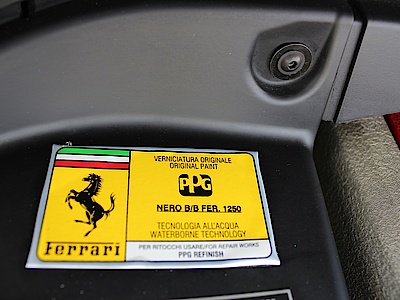 VERNICIATURA ORIGINALE
ORIGINAL PAINT
PPG
NERO B/B FER. 1250
TECNOLOGIA ALL'ACQUA
WATERBORNE TECHNOLOGY
Ferrari
PER RITOCCHI USARE/FOR REPAIR WORKS
PPG REFINISH